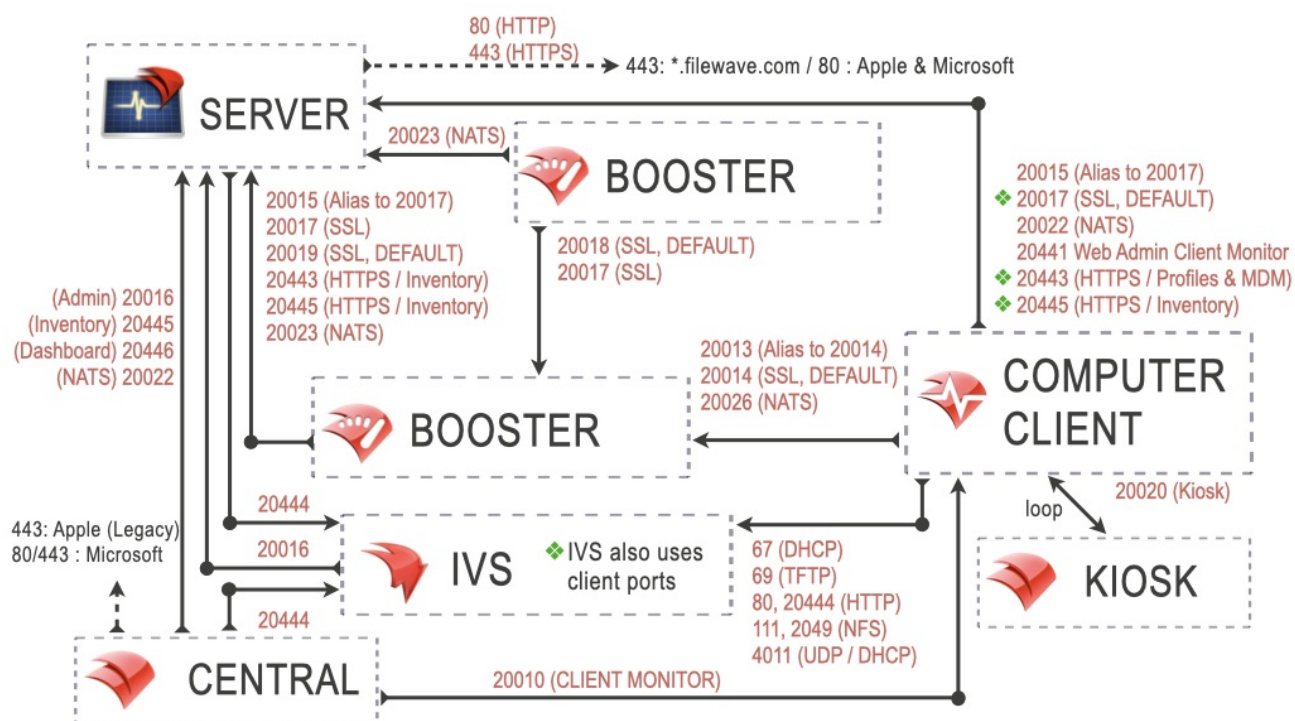 80 (HTTP)
443 (HTTPS)
443: *.filewave.com / 80 : Apple & Microsoft
SERVER
20023 (NATS)
BOOSTER
20015 (Alias to 20017)
20017 (SSL)
20019 (SSL, DEFAULT)
20443 (HTTPS / Inventory)
20445 (HTTPS / Inventory)
20023 (NATS)
20018 (SSL, DEFAULT)
20017 (SSL)
20015 (Alias to 20017)
20017 (SSL, DEFAULT)
20022 (NATS)
20441 Web Admin Client Monitor
20443 (HTTPS / Profiles & MDM)
20445 (HTTPS / Inventory)
(Admin) 20016
(Inventory) 20445
(Dashboard) 20446
(NATS) 20022
20013 (Alias to 20014)
20014 (SSL, DEFAULT)
20026 (NATS)
COMPUTER
CLIENT
BOOSTER
20020 (Kiosk)
loop
20444
443: Apple (Legacy)
80/443 : Microsoft
20016
IVS
IVS also uses
client ports
67 (DHCP)
69 (TFTP)
80, 20444 (HTTP)
111, 2049 (NFS)
4011 (UDP / DHCP)
KIOSK
20444
CENTRAL
20010 (CLIENT MONITOR)